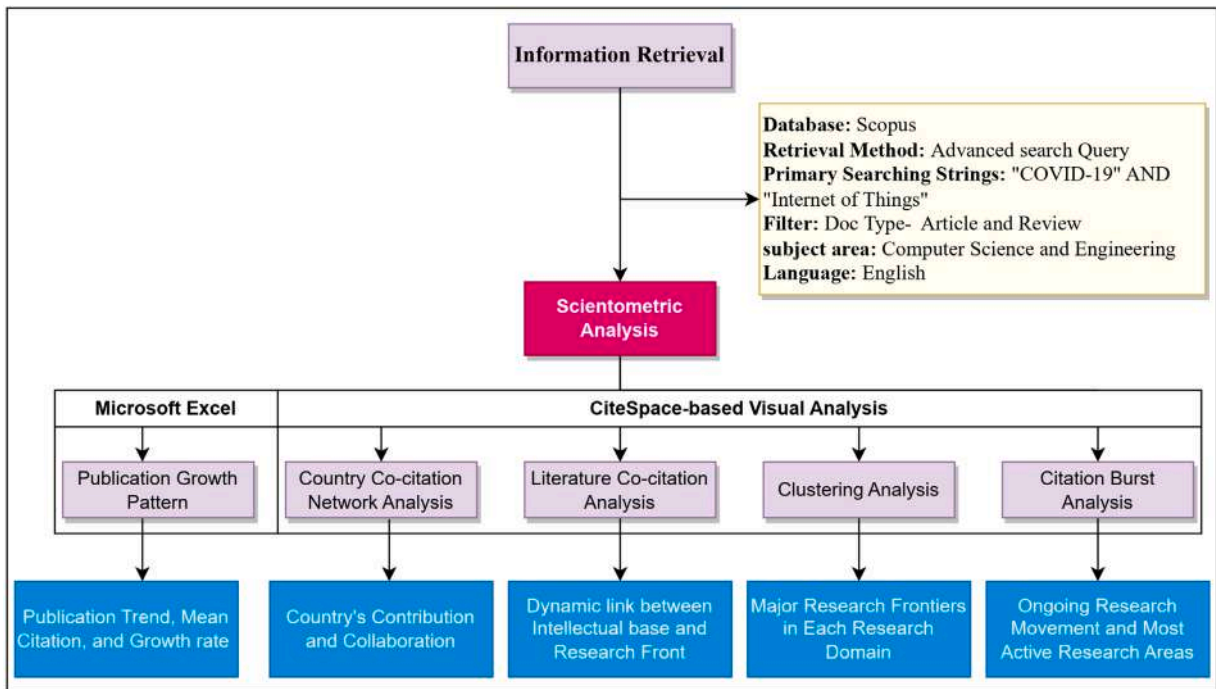 Information Retrieval
Database: Scopus
Retrieval Method: Advanced search Query
Primary Searching Strings: "COVID-19" AND
"Internet of Things"
Filter: Doc Type- Article and Review
subject area: Computer Science and Engineering
Language: English
Scientometric
Analysis
Microsoft Excel
CiteSpace-based Visual Analysis
Publication Growth
Pattern
Country Co-citation
Network Analysis
Literature Co-citation
Analysis
Clustering Analysis
Citation Burst
Analysis
Publication Trend, Mean
Citation, and Growth rate
Country's Contribution
and Collaboration
Dynamic link between
Intellectual base and
Research Front
Major Research Frontiers
in Each Research
Domain
Ongoing Research
Movement and Most
Active Research Areas